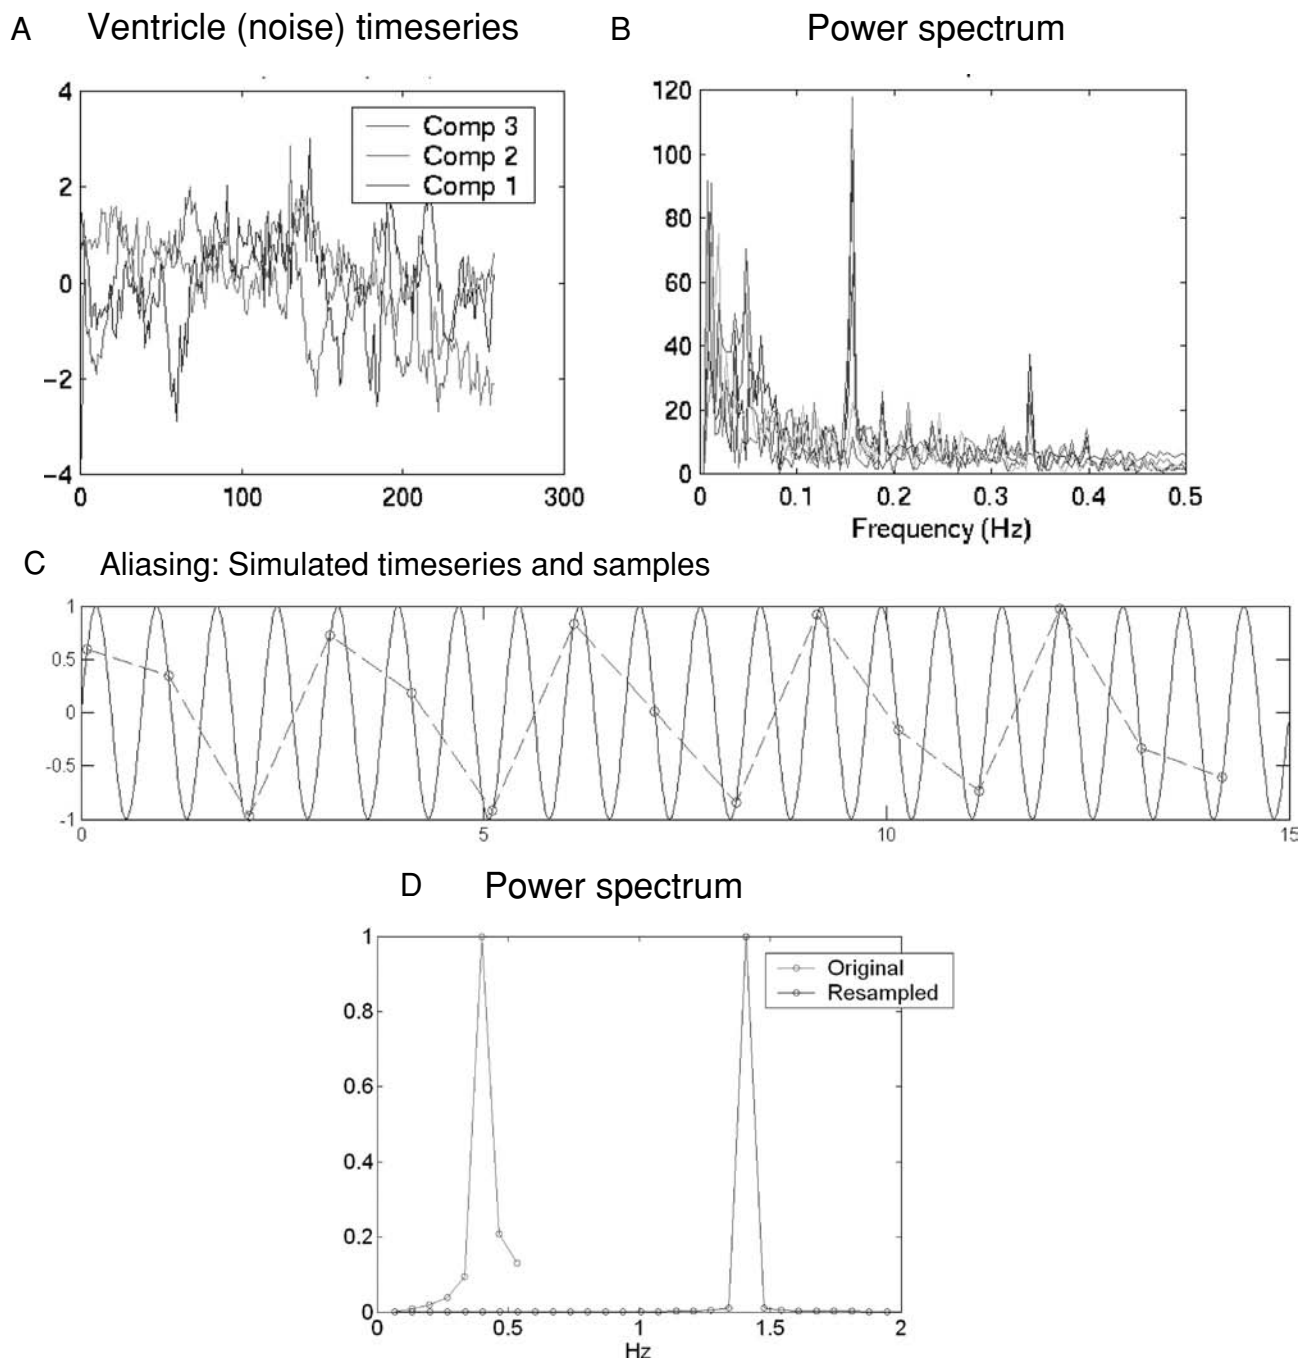 A Ventricle (noise) timeseries
4
2
0
−2
−4
0 100 200 300
Comp 3
Comp 2
Comp 1
B Power spectrum
120
100
80
60
40
20
0
0 0.1 0.2 0.3 0.4 0.5
Frequency (Hz)
C Aliasing: Simulated timeseries and samples
1
0.5
0
-0.5
-1
0 5 10 15
D Power spectrum
1
0.8
0.6
0.4
0.2
0
0 0.5 1 1.5 2
Hz
Original
Resampled